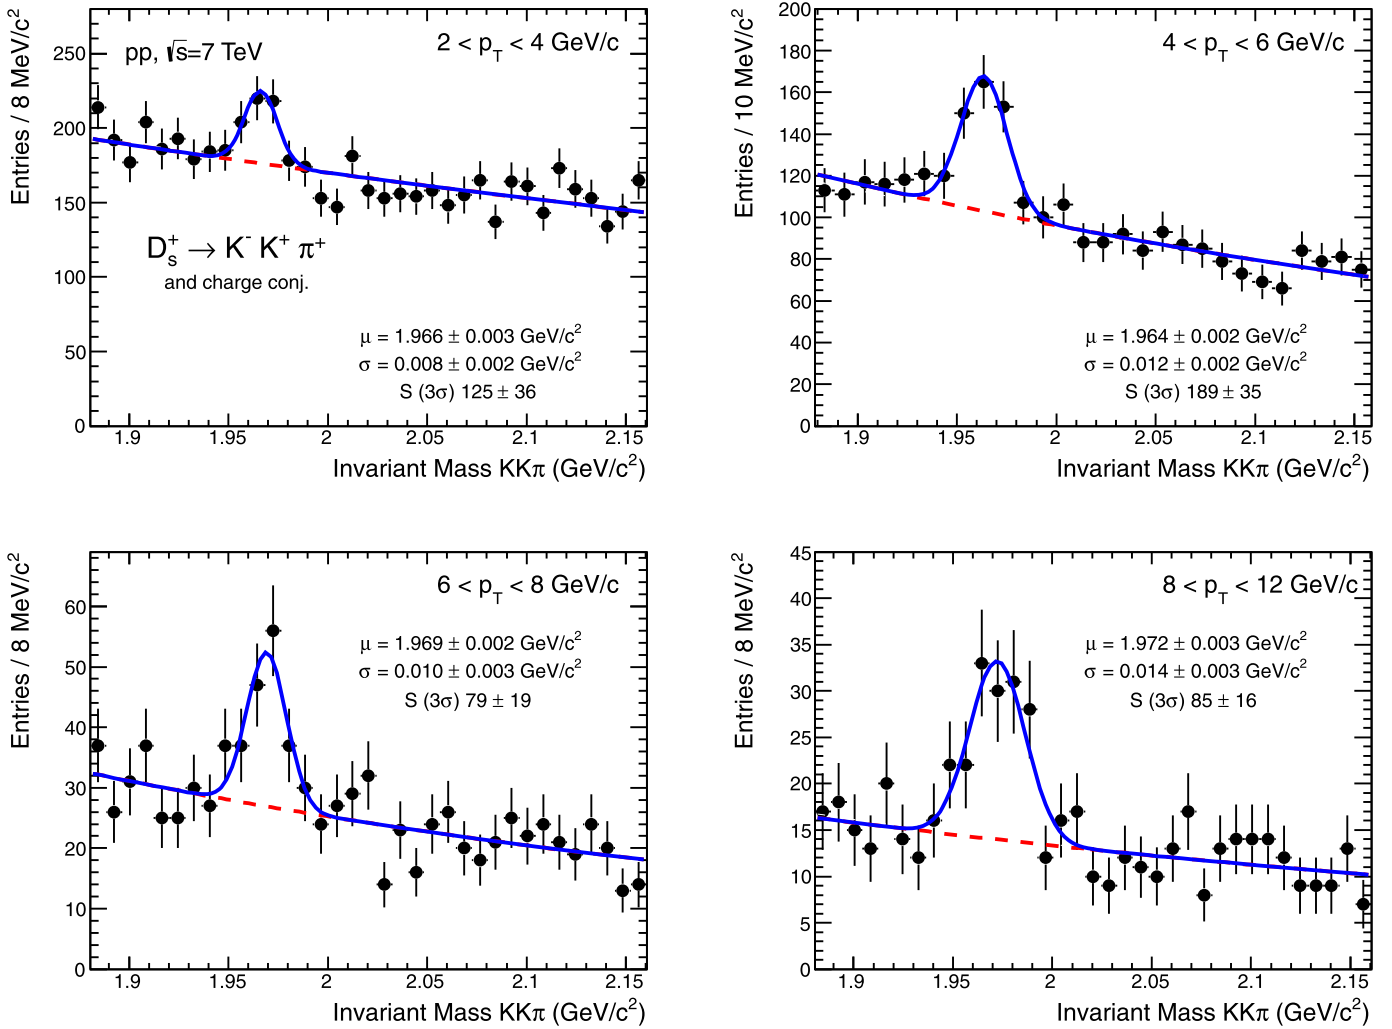 Entries / 8 MeV/c²
250
200
150
100
50
0
pp, √s=7 TeV
2 < p_T < 4 GeV/c
D_s⁺ → K⁻ K⁺ π⁺
and charge conj.
μ = 1.966 ± 0.003 GeV/c²
σ = 0.008 ± 0.002 GeV/c²
S (3σ) 125 ± 36
1.9 1.95 2 2.05 2.1 2.15
Invariant Mass KKπ (GeV/c²)
Entries / 10 MeV/c²
200
180
160
140
120
100
80
60
40
20
0
4 < p_T < 6 GeV/c
μ = 1.964 ± 0.002 GeV/c²
σ = 0.012 ± 0.002 GeV/c²
S (3σ) 189 ± 35
1.9 1.95 2 2.05 2.1 2.15
Invariant Mass KKπ (GeV/c²)
Entries / 8 MeV/c²
60
50
40
30
20
10
0
6 < p_T < 8 GeV/c
μ = 1.969 ± 0.002 GeV/c²
σ = 0.010 ± 0.003 GeV/c²
S (3σ) 79 ± 19
1.9 1.95 2 2.05 2.1 2.15
Invariant Mass KKπ (GeV/c²)
Entries / 8 MeV/c²
45
40
35
30
25
20
15
10
5
0
8 < p_T < 12 GeV/c
μ = 1.972 ± 0.003 GeV/c²
σ = 0.014 ± 0.003 GeV/c²
S (3σ) 85 ± 16
1.9 1.95 2 2.05 2.1 2.15
Invariant Mass KKπ (GeV/c²)